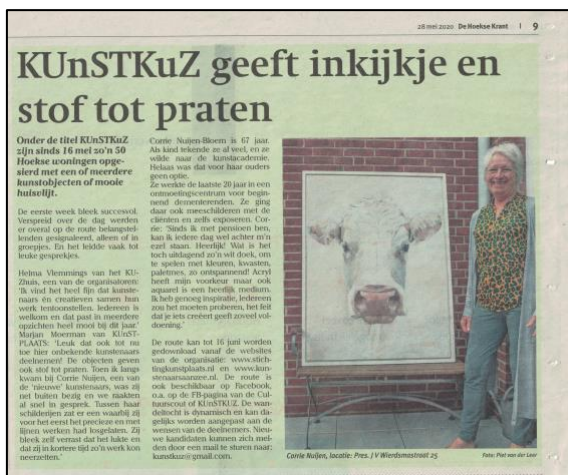 28 mei 2020 De Hoekse Krant | 9
KUnSTKuZ geeft inkijkje en
stof tot praten
Onder de titel KUnSTKuZ
zijn sinds 16 mei zo'n 50
Hoekse woningen opge-
sierd met een of meerdere
kunstobjecten of mooie
huisvlijt.
De eerste week bleek succesvol.
Verspreid over de dag werden
er overal op de route belangstel-
lenden gesignaleerd, alleen of in
groepjes. En het leidde vaak tot
leuke gesprekjes.
Helma Vlemmings van het KU-
Zhuis, een van de organisatoren:
'Ik vind het heel fijn dat kunste-
naars én creatieven samen hun
werk tentoonstellen. Iedereen is
welkom en dat past in meerdere
opzichten heel mooi bij dit jaar.'
Marjan Moerman van KUnST-
PLAATS: 'Leuk dat ook tot nu
toe hier onbekende kunstenaars
deelnemen! De objecten geven
ook stof tot praten. Toen ik langs
kwam bij Corrie Nuijen, een van
de 'nieuwe' kunstenaars, was zij
net buiten bezig en we raakten
al snel in gesprek. Tussen haar
schilderijen zat er een waarbij zij
voor het eerst het precieze en met
lijnen werken had losgelaten. Zij
bleek zelf verrast dat het lukte en
dat zij in kortere tijd zo'n werk kon
neerzetten.'
Corrie Nuijen-Bloem is 67 jaar.
Als kind tekende ze al veel, en ze
wilde naar de kunstacademie.
Helaas was dat voor haar ouders
geen optie.
Ze werkte de laatste 20 jaar in een
ontmoetingscentrum voor begin-
nend dementerenden. Ze ging
daar ook meeschilderen met de
cliënten en zelfs exposeren. Cor-
rie: 'Sinds ik met pensioen ben,
kan ik iedere dag wel achter m'n
ezel staan. Heerlijk! Wat is het
toch uitdagend zo'n wit doek, om
te spelen met kleuren, kwasten,
paletmes, zo ontspannend! Acryl
heeft mijn voorkeur maar ook
aquarel is een heerlijk medium.
Ik heb genoeg inspiratie, iedereen
zou het moeten proberen, het feit
dat je iets creëert geeft zoveel vol-
doening.'
De route kan tot 16 juni worden
gedownload vanaf de websites
van de organisatie: www.stich-
tingkunstplaats.nl en www.kun-
stenaarsaanzee.nl. De route is
ook beschikbaar op Facebook,
o.a. op de FB-pagina van de Cul-
tuurscout of KUnSTKUZ. De wan-
deltocht is dynamisch en kan da-
gelijks worden aangepast aan de
wensen van de deelnemers. Nieu-
we kandidaten kunnen zich mel-
den door een mail te sturen naar:
kunstkuz@gmail.com.
Corrie Nuijen, locatie: Pres. J V Wierdsmastraat 25
Foto: Piet van der Leer